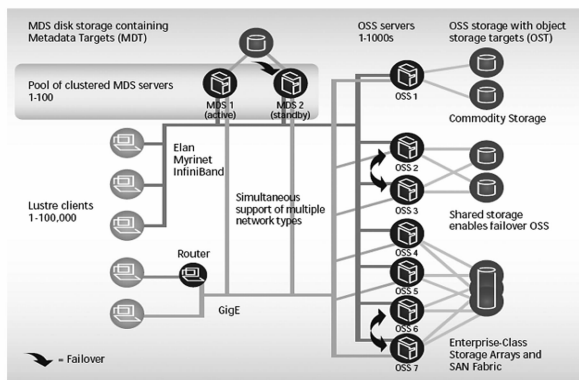 MDS disk storage containing
Metadata Targets (MDT)
OSS servers
1-1000s
OSS storage with object
storage targets (OST)
Pool of clustered MDS servers
1-100
MDS 1
(active)
MDS 2
(standby)
OSS 1
Commodity Storage
Elan
Myrinet
InfiniBand
OSS 2
Lustre clients
1-100,000
Simultaneous
support of multiple
network types
OSS 3
Shared storage
enables failover OSS
OSS 4
Router
OSS 5
GigE
OSS 6
Enterprise-Class
Storage Arrays and
SAN Fabric
= Failover
OSS 7